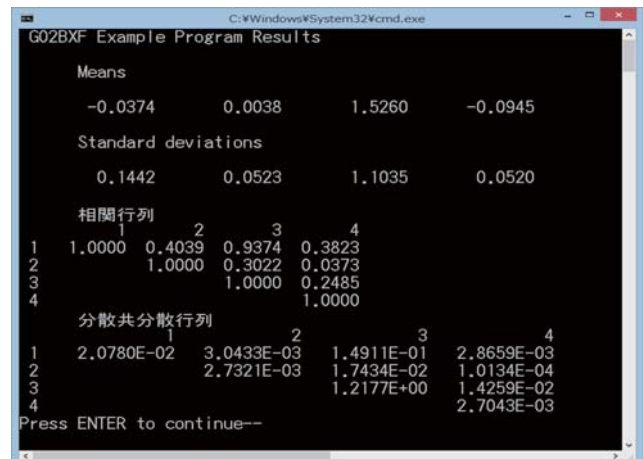 C:¥Windows¥System32¥cmd.exe
G02BXF Example Program Results
Means
-0.0374 0.0038 1.5260 -0.0945
Standard deviations
0.1442 0.0523 1.1035 0.0520
相関行列
1 2 3 4
1 1.0000 0.4039 0.9374 0.3823
2 1.0000 0.3022 0.0373
3 1.0000 0.2485
4 1.0000
分散共分散行列
1 2 3 4
1 2.0780E-02 3.0433E-03 1.4911E-01 2.8659E-03
2 2.7321E-03 1.7434E-02 1.0134E-04
3 1.2177E+00 1.4259E-02
4 2.7043E-03
Press ENTER to continue--